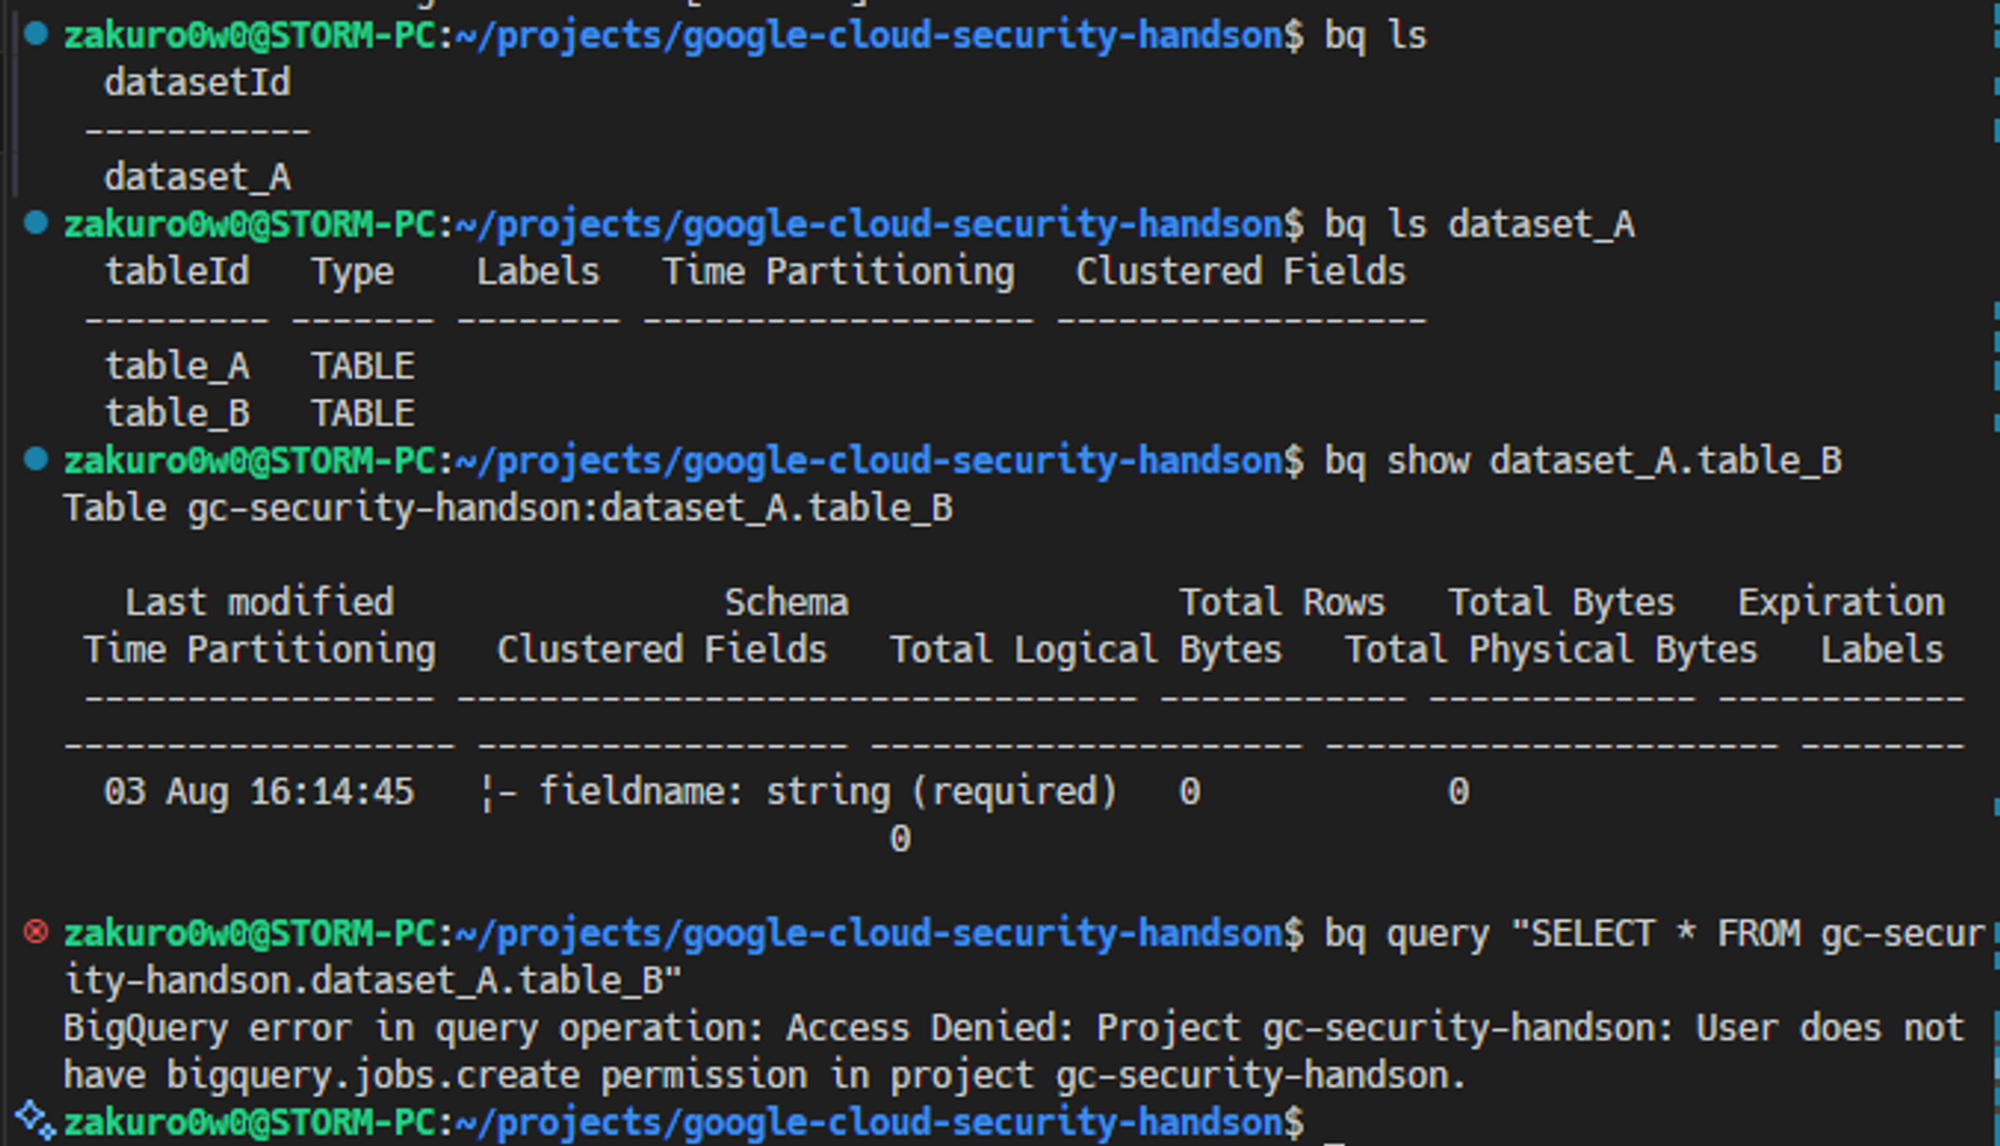 zakuro0w0@STORM-PC:~/projects/google-cloud-security-handson$ bq ls
datasetId
-----------
dataset_A
zakuro0w0@STORM-PC:~/projects/google-cloud-security-handson$ bq ls dataset_A
tableId   Type    Labels   Time Partitioning   Clustered Fields
--------- ------- -------- ------------------- ------------------
table_A   TABLE
table_B   TABLE
zakuro0w0@STORM-PC:~/projects/google-cloud-security-handson$ bq show dataset_A.table_B
Table gc-security-handson:dataset_A.table_B
Last modified                Schema                Total Rows   Total Bytes   Expiration
Time Partitioning   Clustered Fields   Total Logical Bytes   Total Physical Bytes   Labels
----------------- --------------------------------- ------------ ------------- ------------
------------------- ------------------ --------------------- ---------------------- --------
03 Aug 16:14:45   ¦- fieldname: string (required)   0            0
0
zakuro0w0@STORM-PC:~/projects/google-cloud-security-handson$ bq query "SELECT * FROM gc-secur
ity-handson.dataset_A.table_B"
BigQuery error in query operation: Access Denied: Project gc-security-handson: User does not
have bigquery.jobs.create permission in project gc-security-handson.
zakuro0w0@STORM-PC:~/projects/google-cloud-security-handson$